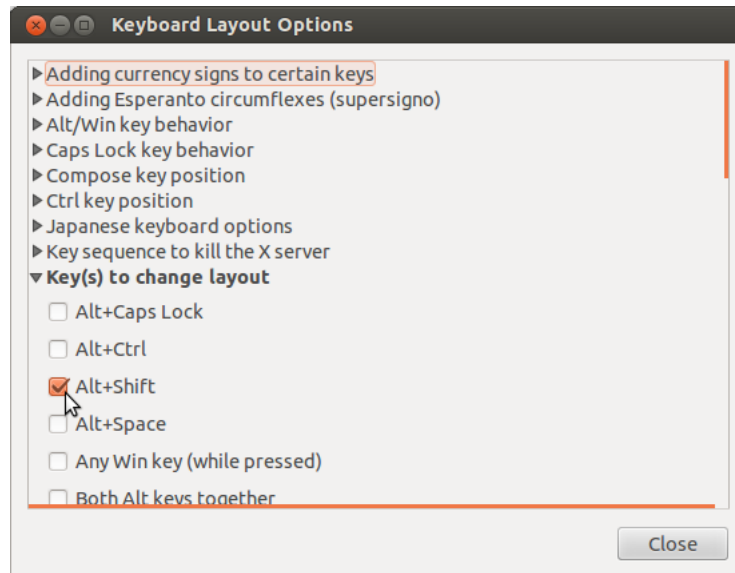 Keyboard Layout Options
Adding currency signs to certain keys
Adding Esperanto circumflexes (supersigno)
Alt/Win key behavior
Caps Lock key behavior
Compose key position
Ctrl key position
Japanese keyboard options
Key sequence to kill the X server
Key(s) to change layout
Alt+Caps Lock
Alt+Ctrl
Alt+Shift
Alt+Space
Any Win key (while pressed)
Both Alt keys together
Close